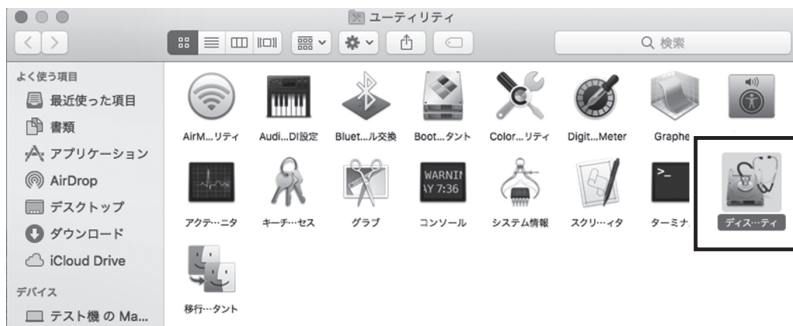 ユーティリティ
検索
よく使う項目
最近使った項目
書類
アプリケーション
AirDrop
デスクトップ
ダウンロード
iCloud Drive
デバイス
テスト機 の Ma...
AirM...リティ
Audi...DI設定
Bluet...ル交換
Boot...タント
Color...リティ
Digit...Meter
Graphe
アクテ…ニタ
キーチ…セス
グラブ
WARNIN
AY 7:36
コンソール
システム情報
スクリ…ィタ
>_
ターミナ
ディス…ティ
移行…タント